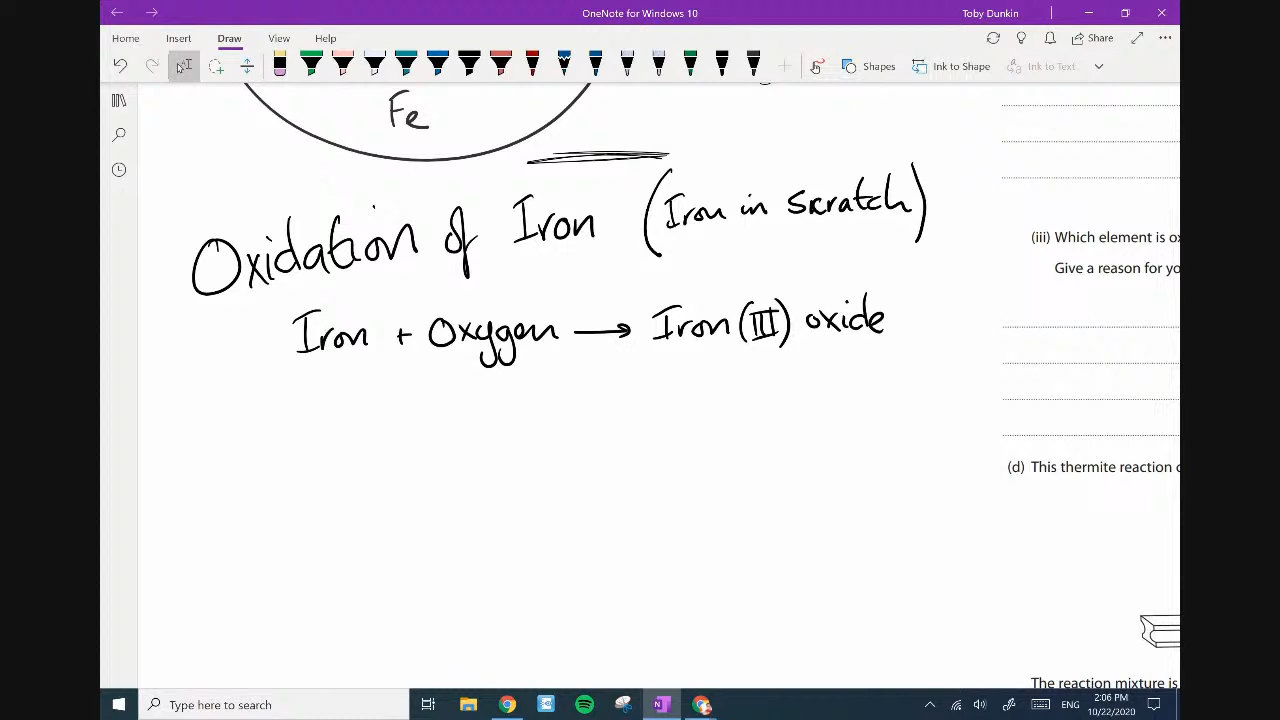 OneNote for Windows 10
Toby Dunkin
Home Insert Draw View Help
Share
Shapes
Ink to Shape
Ink to Text
Fe
Oxidation of Iron (Iron in scratch)
Iron + Oxygen → Iron (III) oxide
(iii) Which element is ox
Give a reason for yo
(d) This thermite reaction c
The reaction mixture is
Type here to search
ENG
2:06 PM
10/22/2020